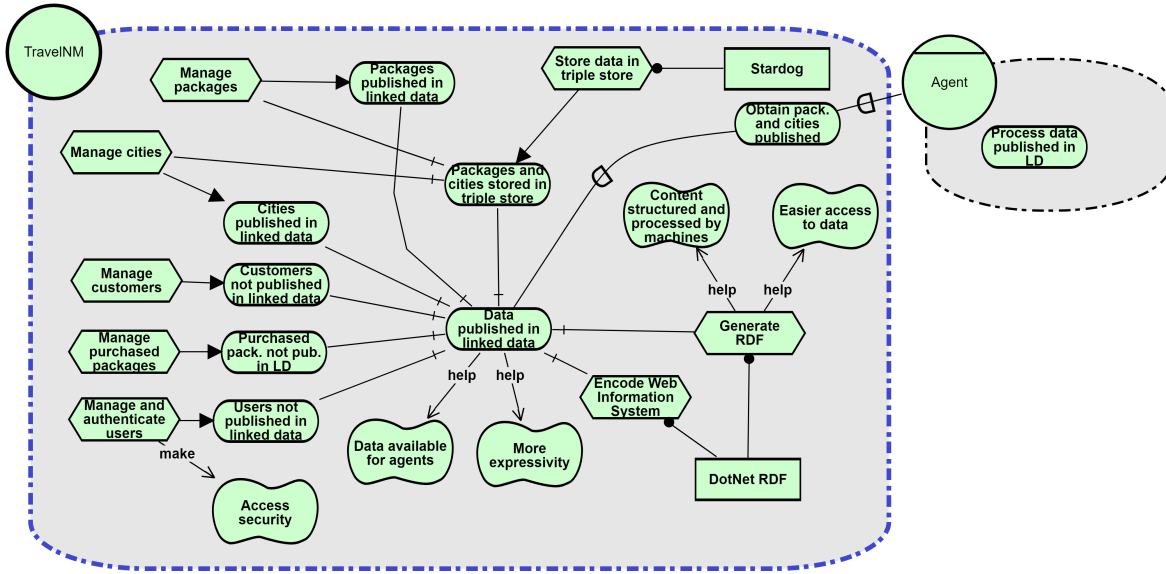 TravelNM
Manage
packages
Packages
published in
linked data
Store data in
triple store
Stardog
Agent
Obtain pack.
and cities
published
D
Process data
published in
LD
Manage cities
Packages and
cities stored in
triple store
D
Content
structured and
processed by
machines
Easier access
to data
Cities
published in
linked data
Manage
customers
Customers
not published
in linked data
help
help
Data
published in
linked data
Generate
RDF
Manage
purchased
packages
Purchased
pack. not pub.
in LD
help
help
Encode Web
Information
System
Manage and
authenticate
users
Users not
published in
linked data
make
Data available
for agents
More
expressivity
DotNet RDF
Access
security